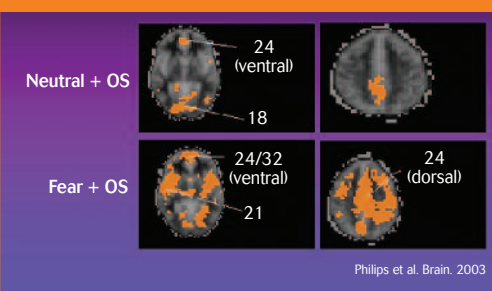 Neutral + OS
24
(ventral)
18
Fear + OS
24/32
(ventral)
21
24
(dorsal)
Philips et al. Brain. 2003